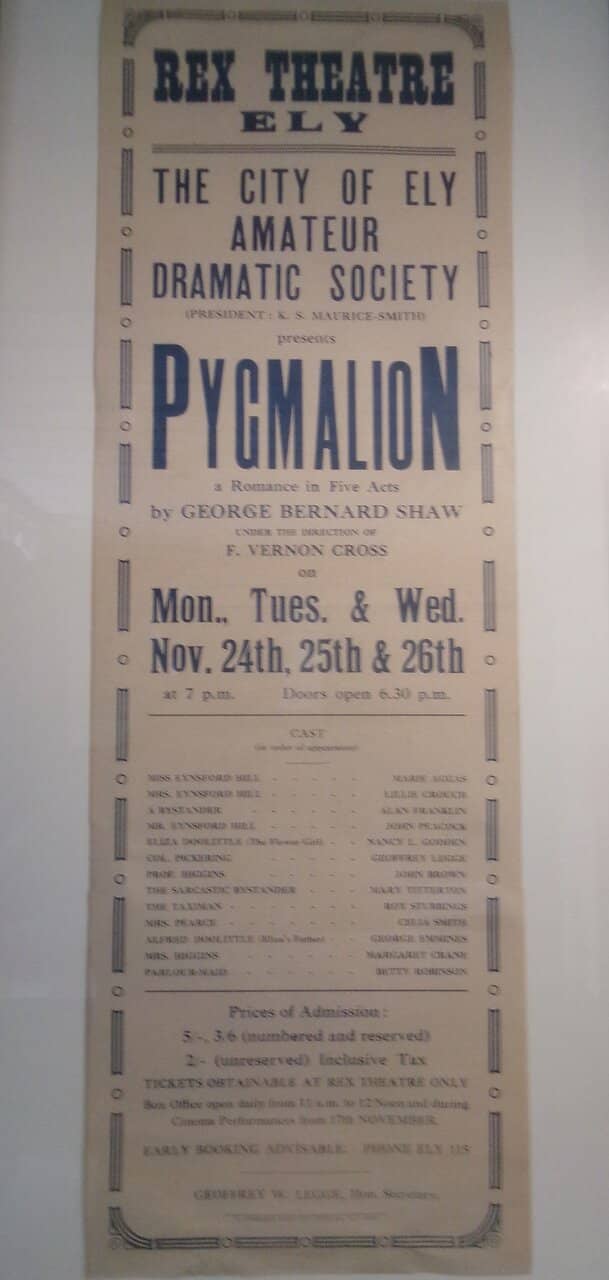 REX THEATRE
ELY
THE CITY OF ELY
AMATEUR
DRAMATIC SOCIETY
(PRESIDENT: K. S. MAURICE-SMITH)
presents
PYGMALION
a Romance in Five Acts
by GEORGE BERNARD SHAW
UNDER THE DIRECTION OF
F. VERNON CROSS
on
Mon., Tues. & Wed.
Nov. 24th, 25th & 26th
at 7 p.m. Doors open 6.30 p.m.
CAST
(in order of appearance)
MISS EYNSFORD HILL - - - - - MARIE
MRS. EYNSFORD HILL - - - - - LILLIE CROUCH
A BYSTANDER - - - - - - ALAN FRANKLIN
MR. EYNSFORD HILL - - - - - JOHN PEACOCK
ELIZA DOOLITTLE (The Flower Girl) - - NANCY L. GODDEN
COL. PICKERING - - - - - GEOFFREY LEGGE
PROF. HIGGINS - - - - - JOHN BROWN
THE SARCASTIC BYSTANDER - - - MARY TITTERTON
THE TAXIMAN - - - - - - ROY STUBBINGS
MRS. PEARCE - - - - - - CELIA SMITH
ALFRED DOOLITTLE (Eliza's Father) - - GEORGE EMMINES
MRS. HIGGINS - - - - - - MARGARET CRANE
PARLOUR-MAID - - - - - - BETTY ROBINSON
Prices of Admission:
5/-, 3/6 (numbered and reserved)
2/- (unreserved) Inclusive Tax
TICKETS OBTAINABLE AT REX THEATRE ONLY
Box Office open daily from 11 a.m. to 12 Noon and during
Cinema Performances from 17th NOVEMBER.
EARLY BOOKING ADVISABLE. PHONE ELY 115
GEOFFREY W. LEGGE, Hon. Secretary.